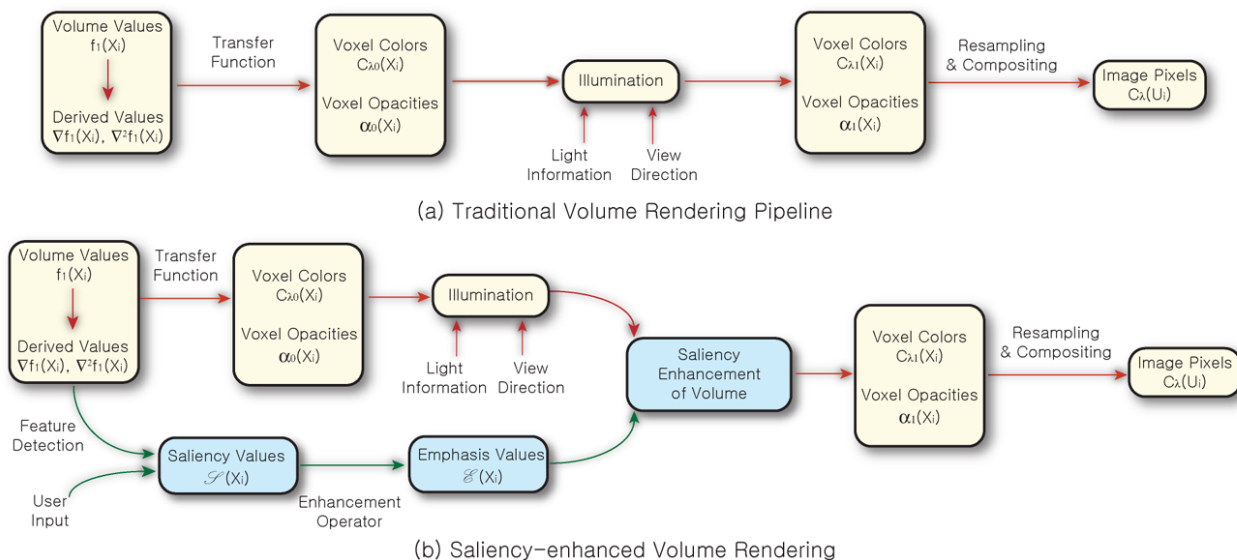 Volume Values
f₁(Xᵢ)
Derived Values
∇f₁(Xᵢ), ∇²f₁(Xᵢ)
Transfer
Function
Voxel Colors
Cλ₀(Xᵢ)
Voxel Opacities
α₀(Xᵢ)
Illumination
Light
Information
View
Direction
Voxel Colors
Cλ₁(Xᵢ)
Voxel Opacities
α₁(Xᵢ)
Resampling
& Compositing
Image Pixels
Cλ(Uᵢ)
(a) Traditional Volume Rendering Pipeline
Volume Values
f₁(Xᵢ)
Derived Values
∇f₁(Xᵢ), ∇²f₁(Xᵢ)
Transfer
Function
Voxel Colors
Cλ₀(Xᵢ)
Voxel Opacities
α₀(Xᵢ)
Illumination
Light
Information
View
Direction
Feature
Detection
User
Input
Saliency Values
𝒮(Xᵢ)
Enhancement
Operator
Emphasis Values
ℰ(Xᵢ)
Saliency
Enhancement
of Volume
Voxel Colors
Cλ₁(Xᵢ)
Voxel Opacities
α₁(Xᵢ)
Resampling
& Compositing
Image Pixels
Cλ(Uᵢ)
(b) Saliency-enhanced Volume Rendering